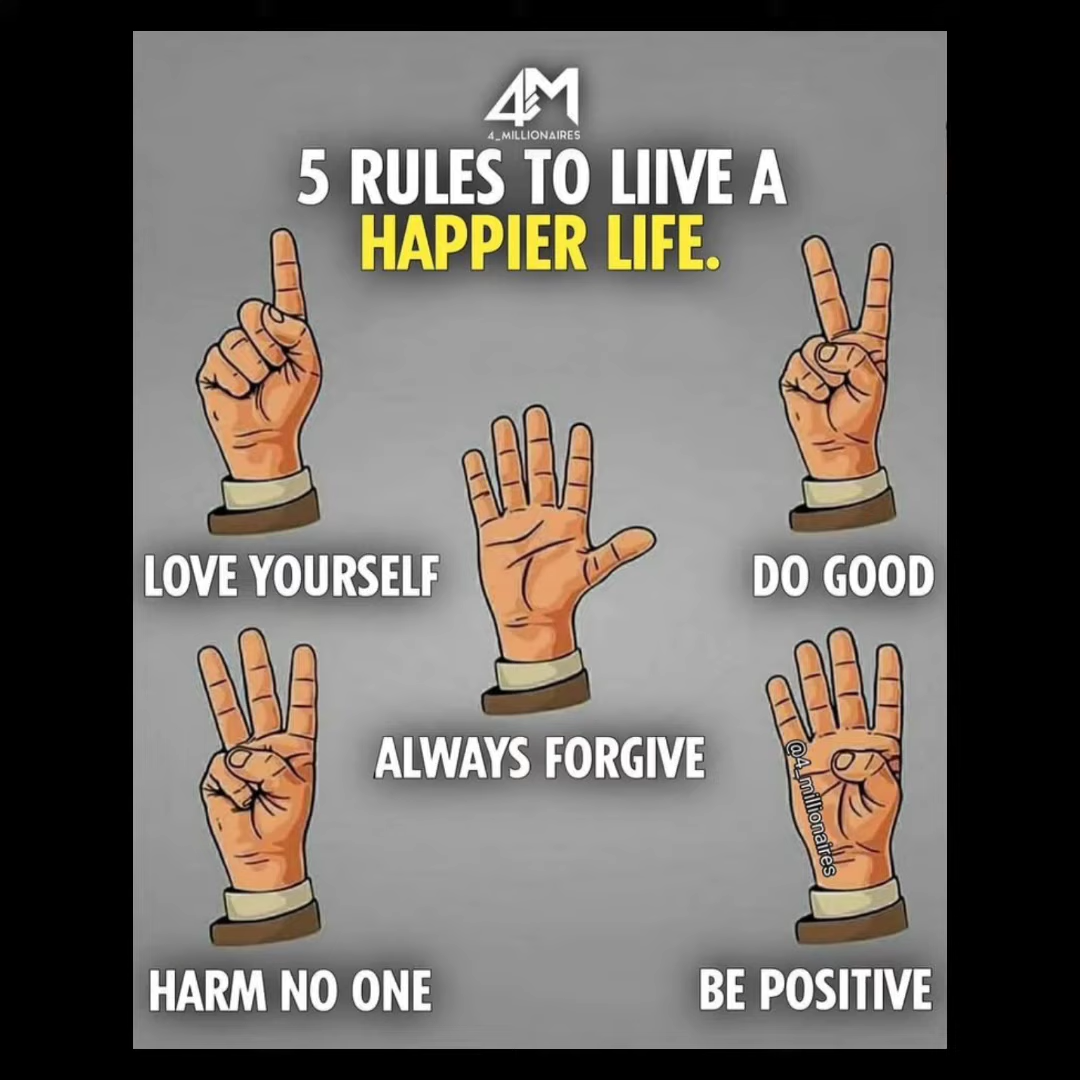 4M
4_MILLIONAIRES
5 RULES TO LIIVE A
HAPPIER LIFE.
LOVE YOURSELF
DO GOOD
ALWAYS FORGIVE
@4_millionaires
HARM NO ONE
BE POSITIVE